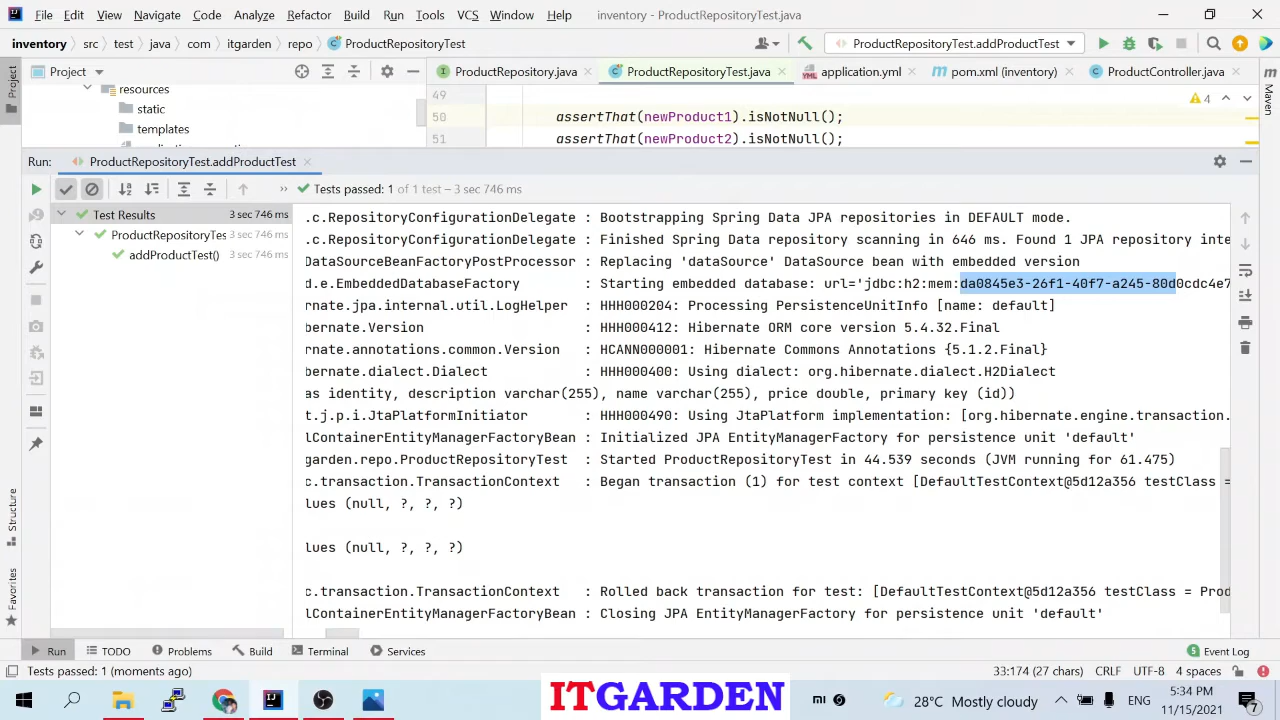 File Edit View Navigate Code Analyze Refactor Build Run Tools VCS Window Help inventory - ProductRepositoryTest.java
inventory src test java com itgarden repo ProductRepositoryTest ProductRepositoryTest.addProductTest
Project ProductRepository.java ProductRepositoryTest.java application.yml pom.xml (inventory) ProductController.java
Project
Maven
resources
static
templates
49
50 assertThat(newProduct1).isNotNull(); 4
51 assertThat(newProduct2).isNotNull();
Run: ProductRepositoryTest.addProductTest
Tests passed: 1 of 1 test – 3 sec 746 ms
Test Results 3 sec 746 ms
ProductRepositoryTes 3 sec 746 ms
addProductTest() 3 sec 746 ms
.c.RepositoryConfigurationDelegate : Bootstrapping Spring Data JPA repositories in DEFAULT mode.
.c.RepositoryConfigurationDelegate : Finished Spring Data repository scanning in 646 ms. Found 1 JPA repository inte
DataSourceBeanFactoryPostProcessor : Replacing 'dataSource' DataSource bean with embedded version
d.e.EmbeddedDatabaseFactory : Starting embedded database: url='jdbc:h2:mem:da0845e3-26f1-40f7-a245-80d0cdc4e7
rnate.jpa.internal.util.LogHelper : HHH000204: Processing PersistenceUnitInfo [name: default]
ibernate.Version : HHH000412: Hibernate ORM core version 5.4.32.Final
rnate.annotations.common.Version : HCANN000001: Hibernate Commons Annotations {5.1.2.Final}
ibernate.dialect.Dialect : HHH000400: Using dialect: org.hibernate.dialect.H2Dialect
as identity, description varchar(255), name varchar(255), price double, primary key (id))
t.j.p.i.JtaPlatformInitiator : HHH000490: Using JtaPlatform implementation: [org.hibernate.engine.transaction.
lContainerEntityManagerFactoryBean : Initialized JPA EntityManagerFactory for persistence unit 'default'
garden.repo.ProductRepositoryTest : Started ProductRepositoryTest in 44.539 seconds (JVM running for 61.475)
c.transaction.TransactionContext : Began transaction (1) for test context [DefaultTestContext@5d12a356 testClass =
lues (null, ?, ?, ?)
lues (null, ?, ?, ?)
c.transaction.TransactionContext : Rolled back transaction for test: [DefaultTestContext@5d12a356 testClass = Prod
lContainerEntityManagerFactoryBean : Closing JPA EntityManagerFactory for persistence unit 'default'
Structure
Favorites
Run TODO Problems Build Terminal Services 5 Event Log
Tests passed: 1 (moments ago) 33:174 (27 chars) CRLF UTF-8 4 spaces
ITGARDEN
28°C Mostly cloudy ENG 5:34 PM
11/15/2021 7